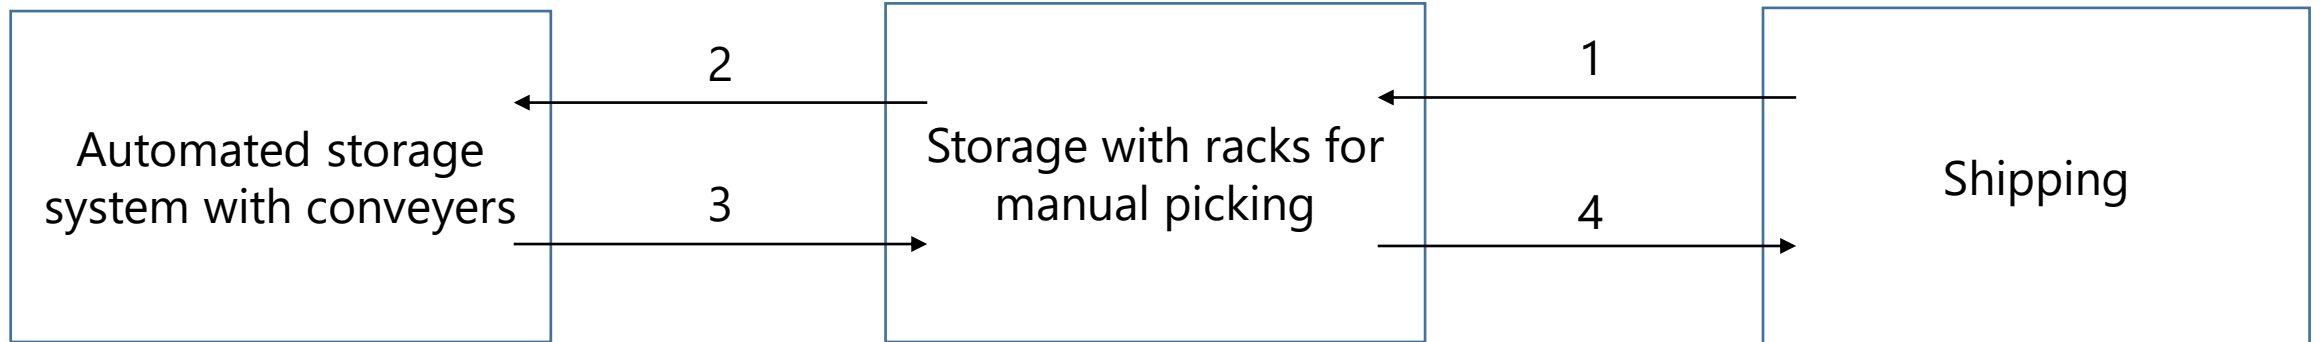 2
1
Automated storage
system with conveyers
3
Storage with racks for
manual picking
4
Shipping